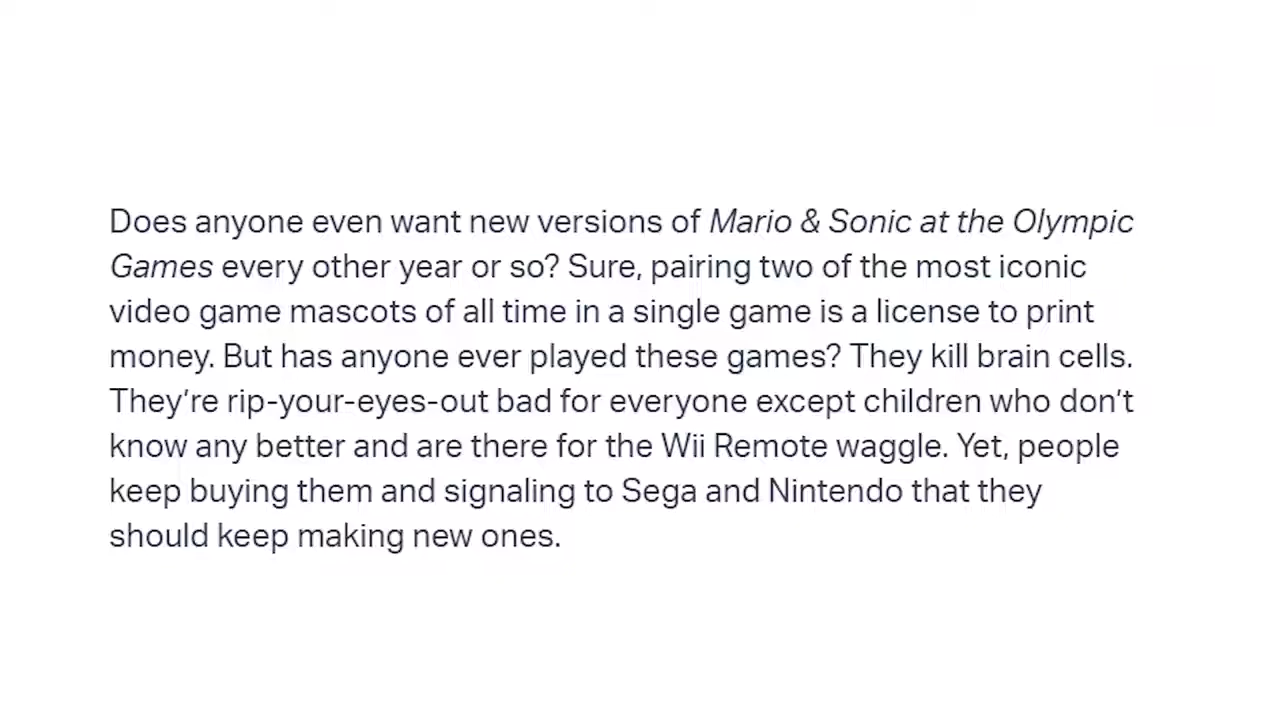 Does anyone even want new versions of Mario & Sonic at the Olympic
Games every other year or so? Sure, pairing two of the most iconic
video game mascots of all time in a single game is a license to print
money. But has anyone ever played these games? They kill brain cells.
They’re rip-your-eyes-out bad for everyone except children who don’t
know any better and are there for the Wii Remote waggle. Yet, people
keep buying them and signaling to Sega and Nintendo that they
should keep making new ones.